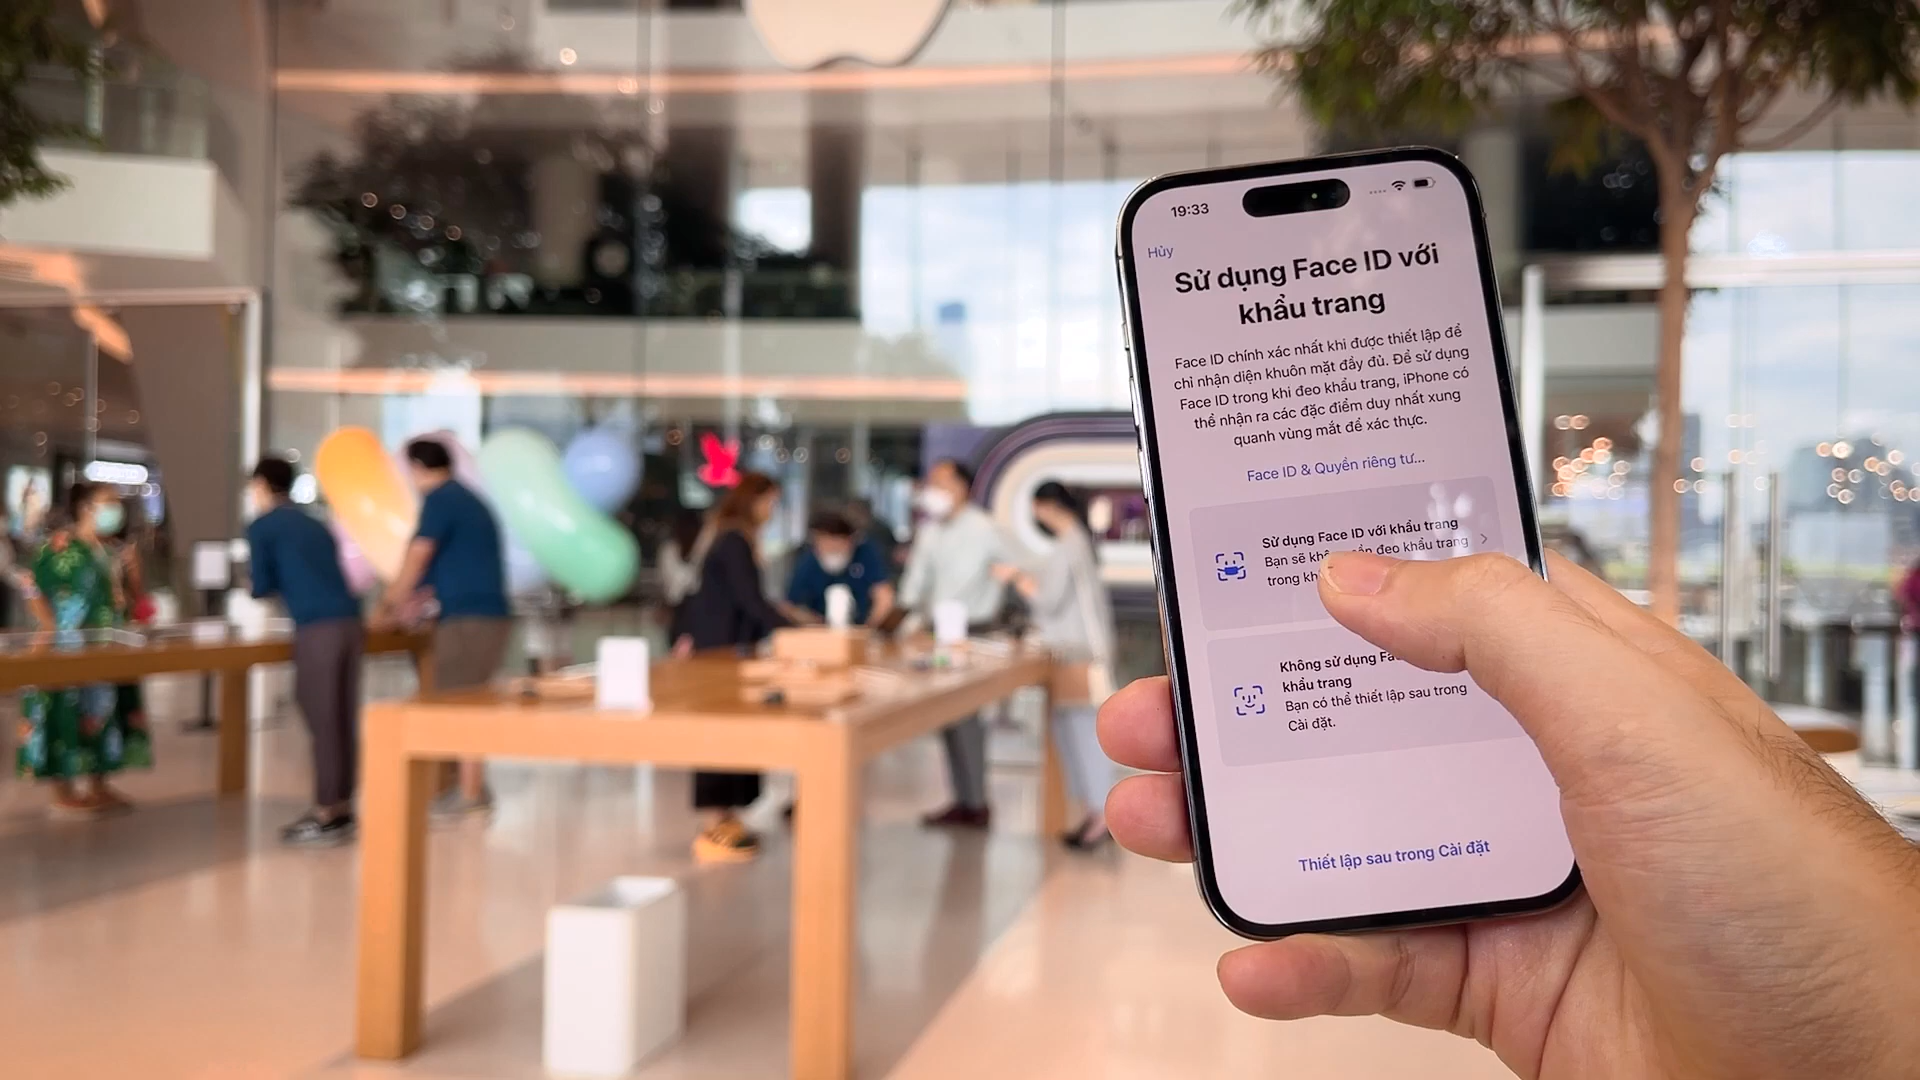 19:33
Hủy
Sử dụng Face ID với
khẩu trang
Face ID chính xác nhất khi được thiết lập để
chỉ nhận diện khuôn mặt đầy đủ. Để sử dụng
Face ID trong khi đeo khẩu trang, iPhone có
thể nhận ra các đặc điểm duy nhất xung
quanh vùng mắt để xác thực.
Face ID & Quyền riêng tư...
Sử dụng Face ID với khẩu trang
Bạn sẽ đeo khẩu trang
trong
Không sử dụng
khẩu trang
Bạn có thể thiết lập sau trong
Cài đặt.
Thiết lập sau trong Cài đặt